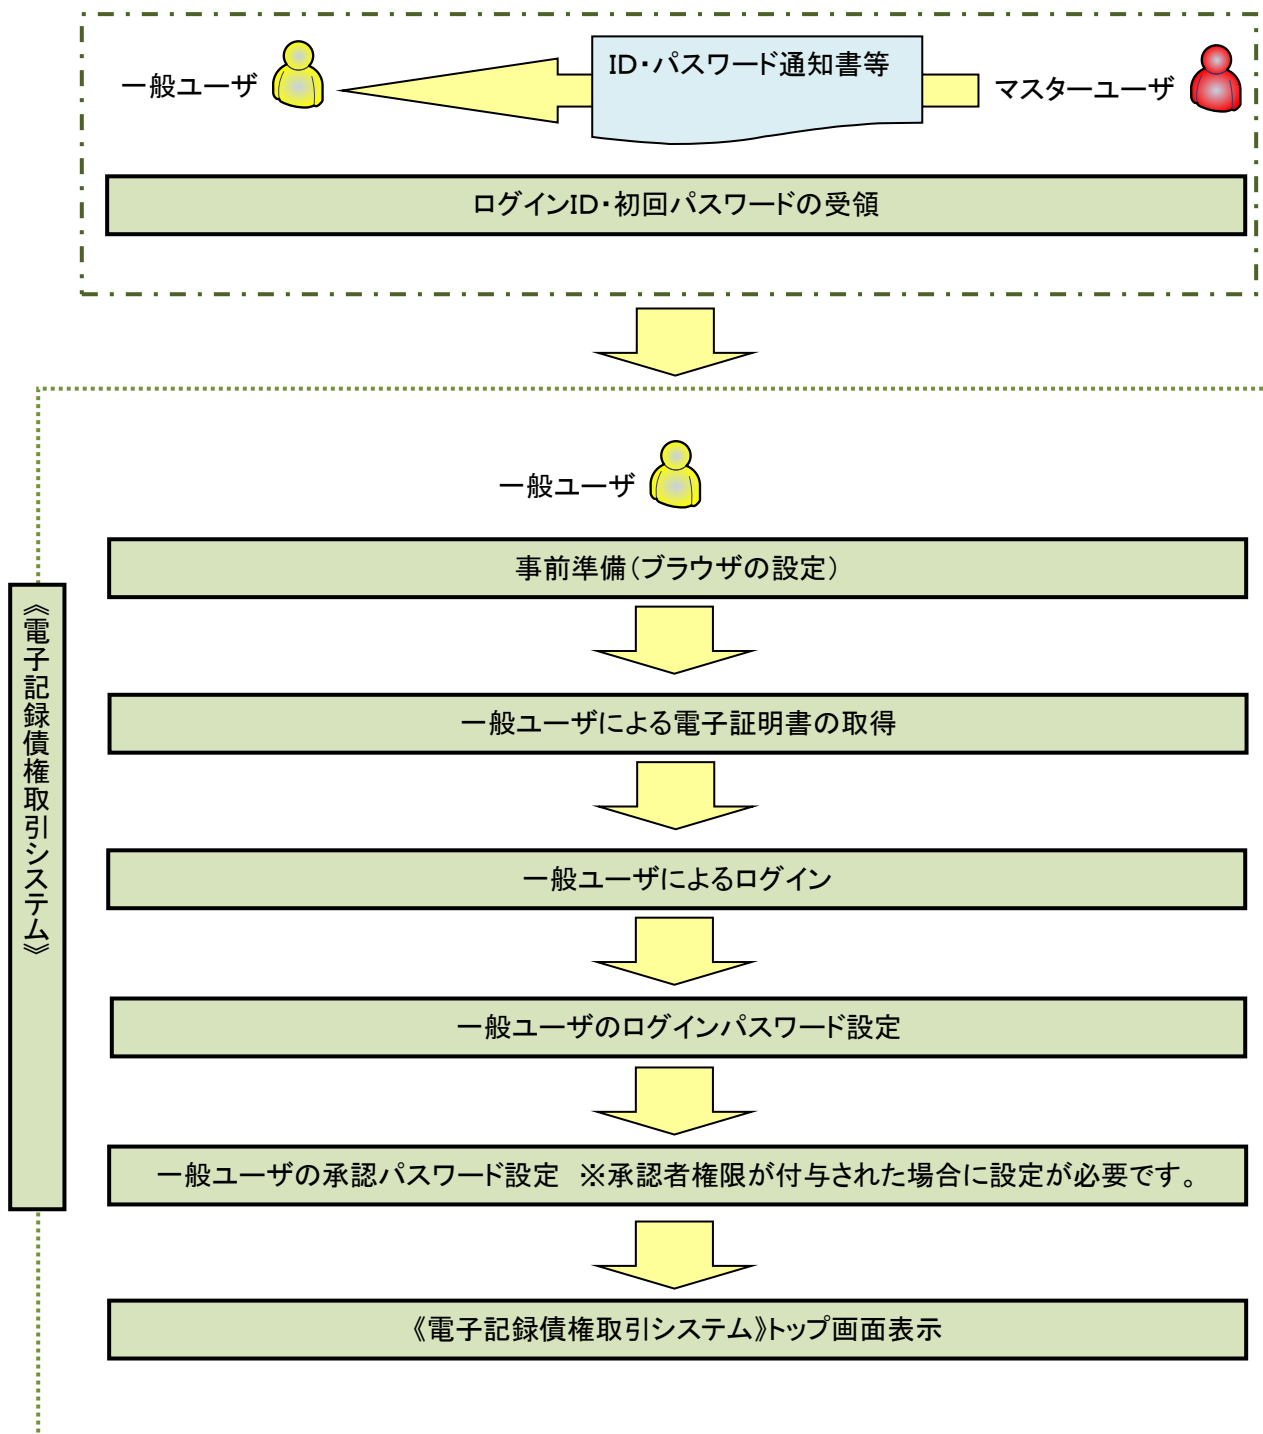 一般ユーザ
ID・パスワード通知書等
マスターユーザ
ログインID・初回パスワードの受領
一般ユーザ
事前準備（ブラウザの設定）
《電子記録債権取引システム》
一般ユーザによる電子証明書の取得
一般ユーザによるログイン
一般ユーザのログインパスワード設定
一般ユーザの承認パスワード設定　※承認者権限が付与された場合に設定が必要です。
《電子記録債権取引システム》トップ画面表示